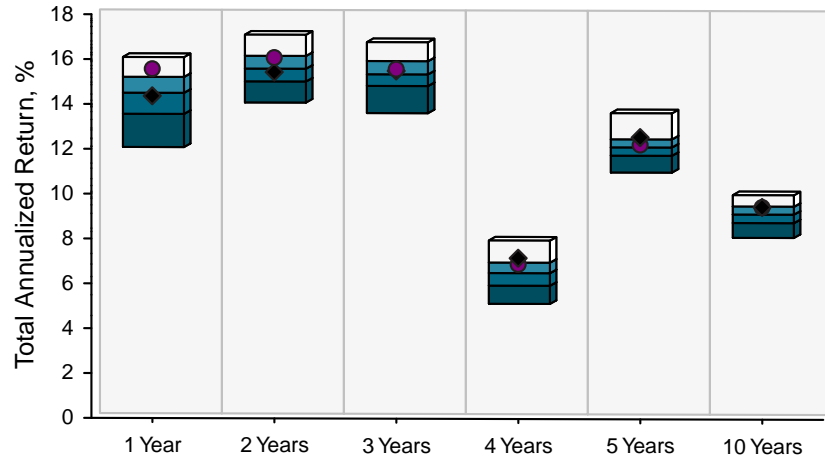 Total Annualized Return, %
18
16
14
12
10
8
6
4
2
0
1 Year
2 Years
3 Years
4 Years
5 Years
10 Years